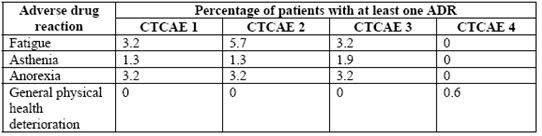 Adverse drug reaction Percentage of patients with at least one ADR
CTCAE 1 CTCAE 2 CTCAE 3 CTCAE 4
Fatigue 3.2 5.7 3.2 0
Asthenia 1.3 1.3 1.9 0
Anorexia 3.2 3.2 3.2 0
General physical health deterioration 0 0 0 0.6